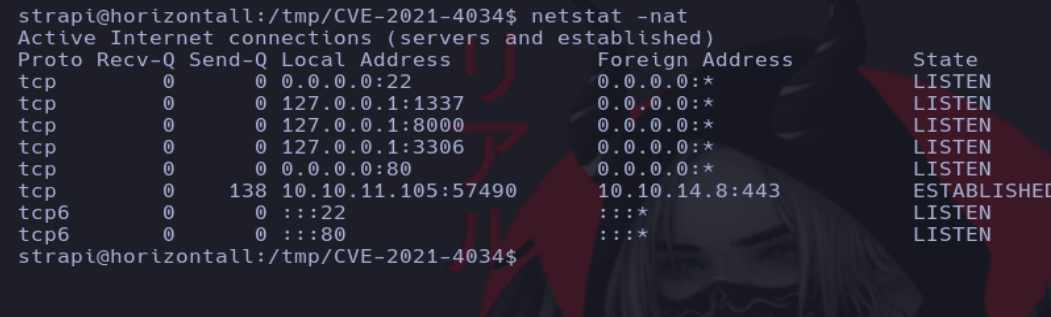 strapi@horizontall:/tmp/CVE-2021-4034$ netstat -nat
Active Internet connections (servers and established)
Proto Recv-Q Send-Q Local Address           Foreign Address         State
tcp        0      0 0.0.0.0:22              0.0.0.0:*               LISTEN
tcp        0      0 127.0.0.1:1337          0.0.0.0:*               LISTEN
tcp        0      0 127.0.0.1:8000          0.0.0.0:*               LISTEN
tcp        0      0 127.0.0.1:3306          0.0.0.0:*               LISTEN
tcp        0      0 0.0.0.0:80              0.0.0.0:*               LISTEN
tcp        0    138 10.10.11.105:57490      10.10.14.8:443          ESTABLISHED
tcp6       0      0 :::22                   :::*                    LISTEN
tcp6       0      0 :::80                   :::*                    LISTEN
strapi@horizontall:/tmp/CVE-2021-4034$
リアル